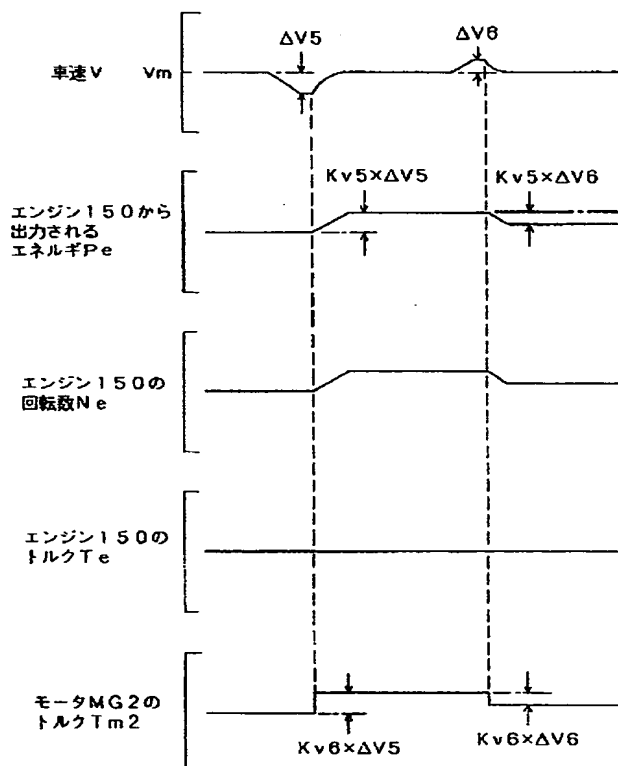 ΔV5
ΔV6
車速V Vm
Kv5×ΔV5
Kv5×ΔV6
エンジン150から
出力される
エネルギPe
エンジン150の
回転数Ne
エンジン150の
トルクTe
モータMG2の
トルクTm2
Kv6×ΔV5
Kv6×ΔV6